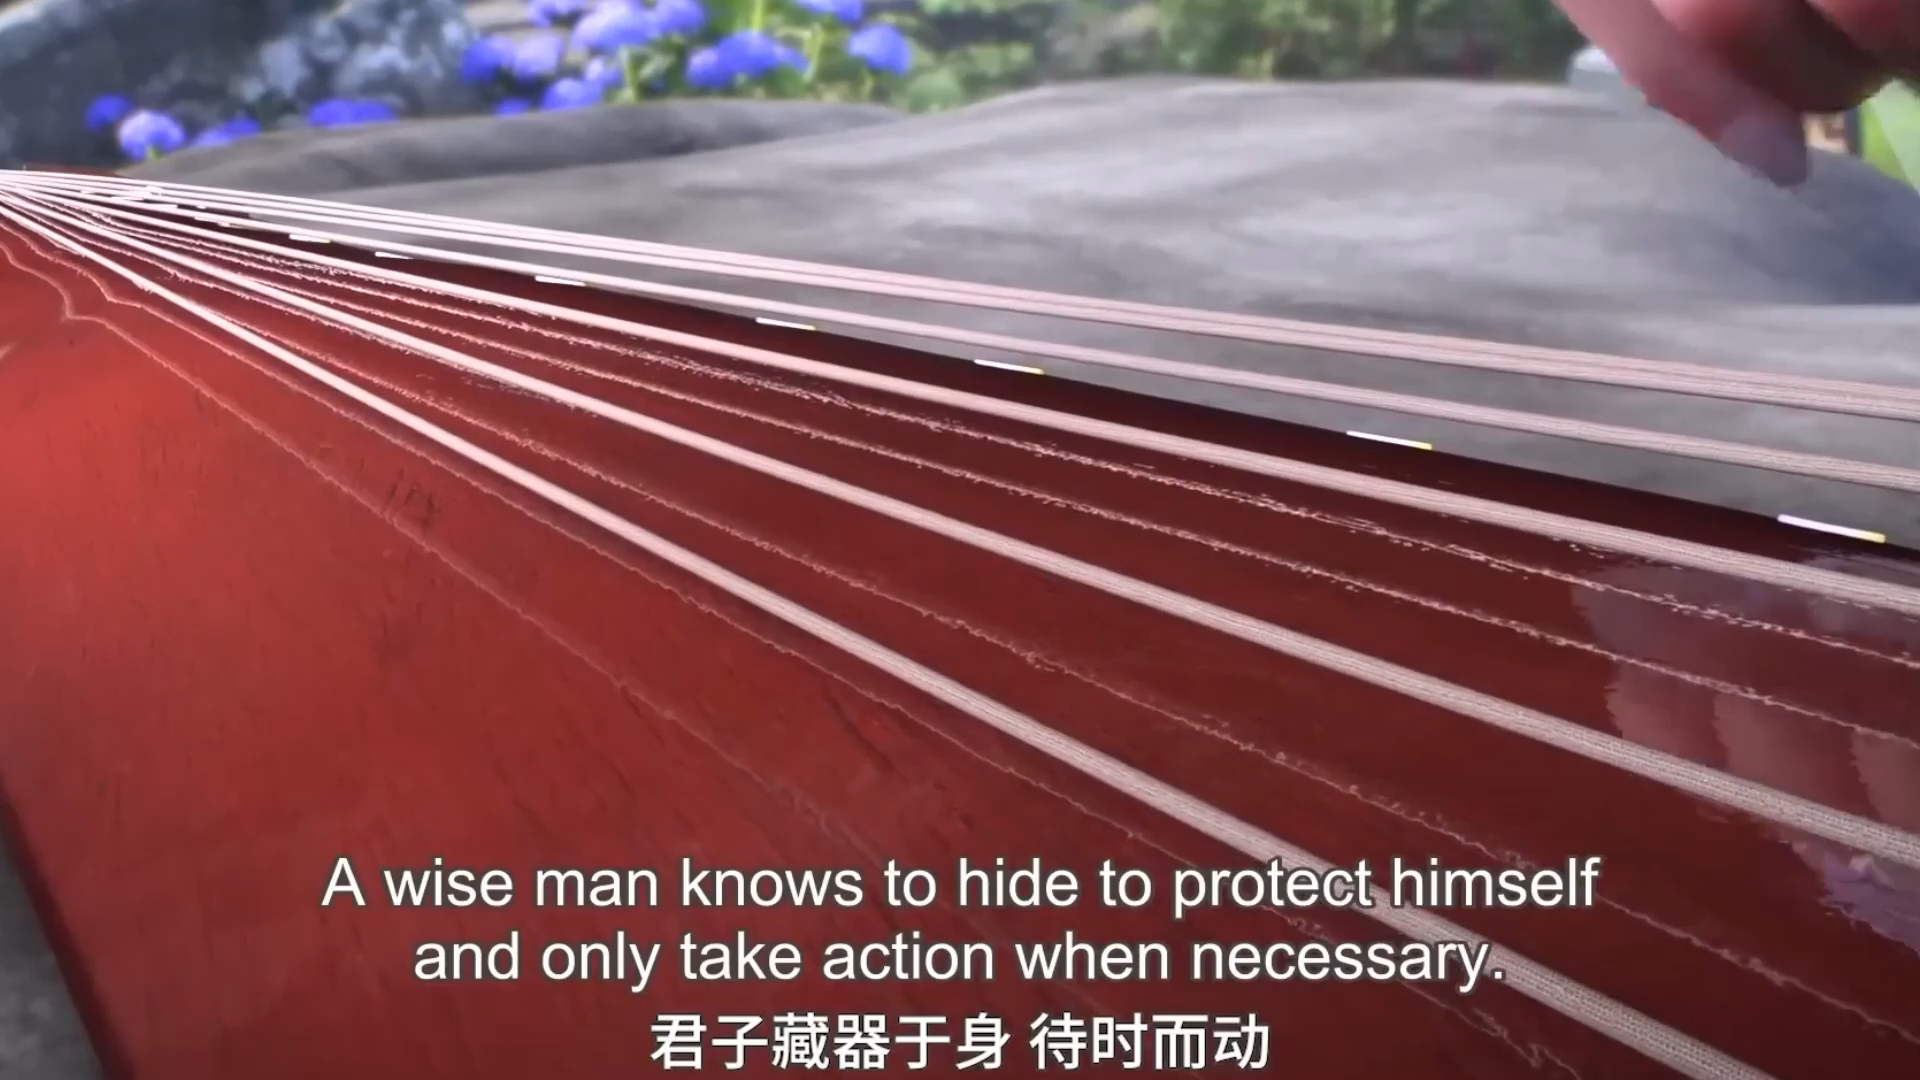 A wise man knows to hide to protect himself
and only take action when necessary.
君子藏器于身 待时而动